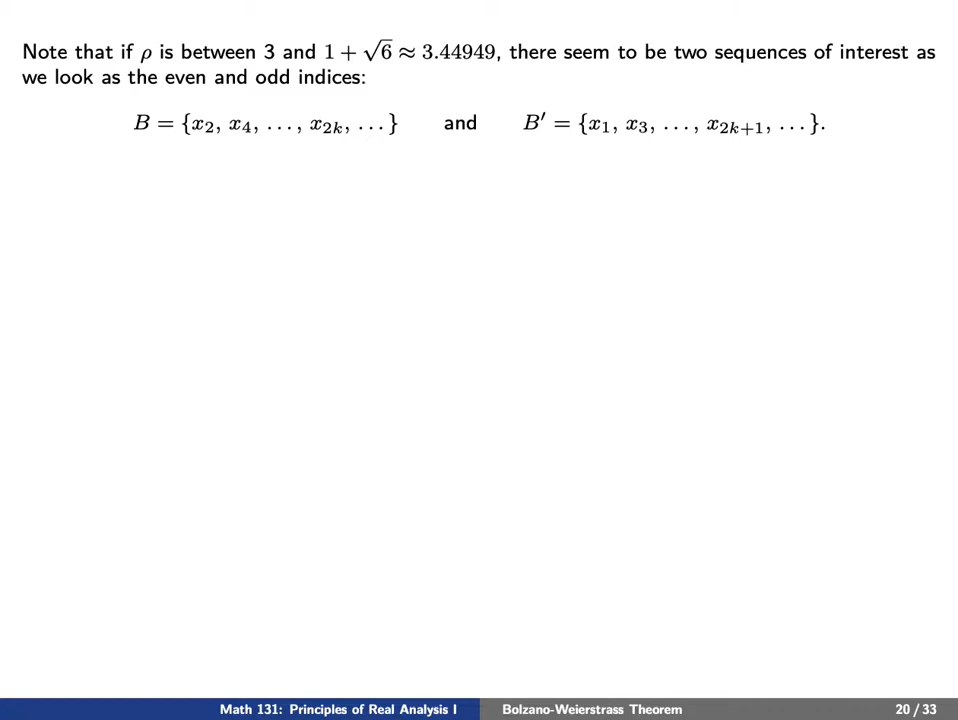 Note that if ρ is between 3 and 1 + √6 ≈ 3.44949, there seem to be two sequences of interest as
we look as the even and odd indices:
B = {x₂, x₄, …, x₂ₖ, …} and B′ = {x₁, x₃, …, x₂ₖ₊₁, …}.
Math 131: Principles of Real Analysis I Bolzano-Weierstrass Theorem 20 / 33